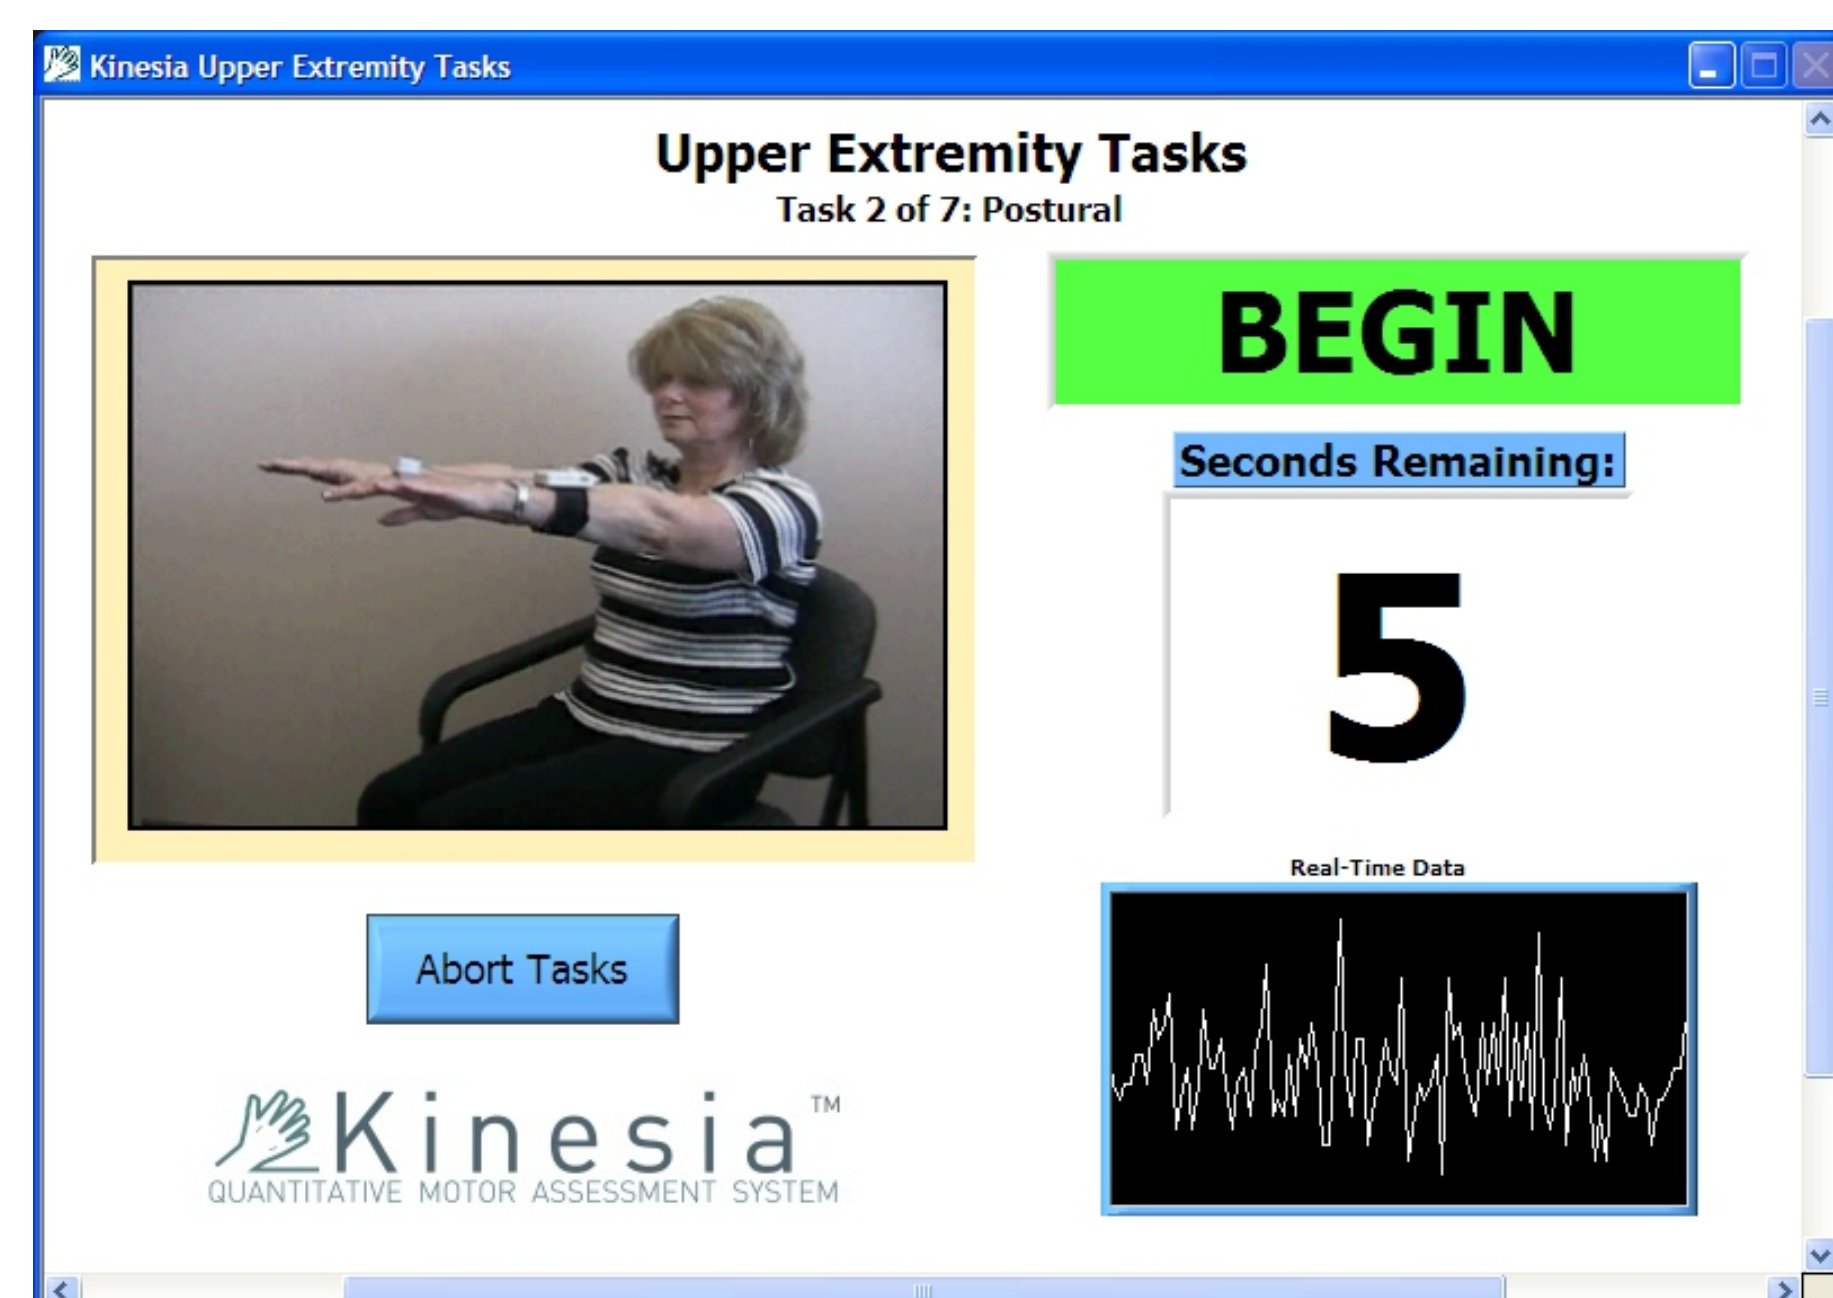 Kinesia Upper Extremity Tasks
Upper Extremity Tasks
Task 2 of 7: Postural
BEGIN
Seconds Remaining:
5
Real-Time Data
Abort Tasks
Kinesia™
QUANTITATIVE MOTOR ASSESSMENT SYSTEM